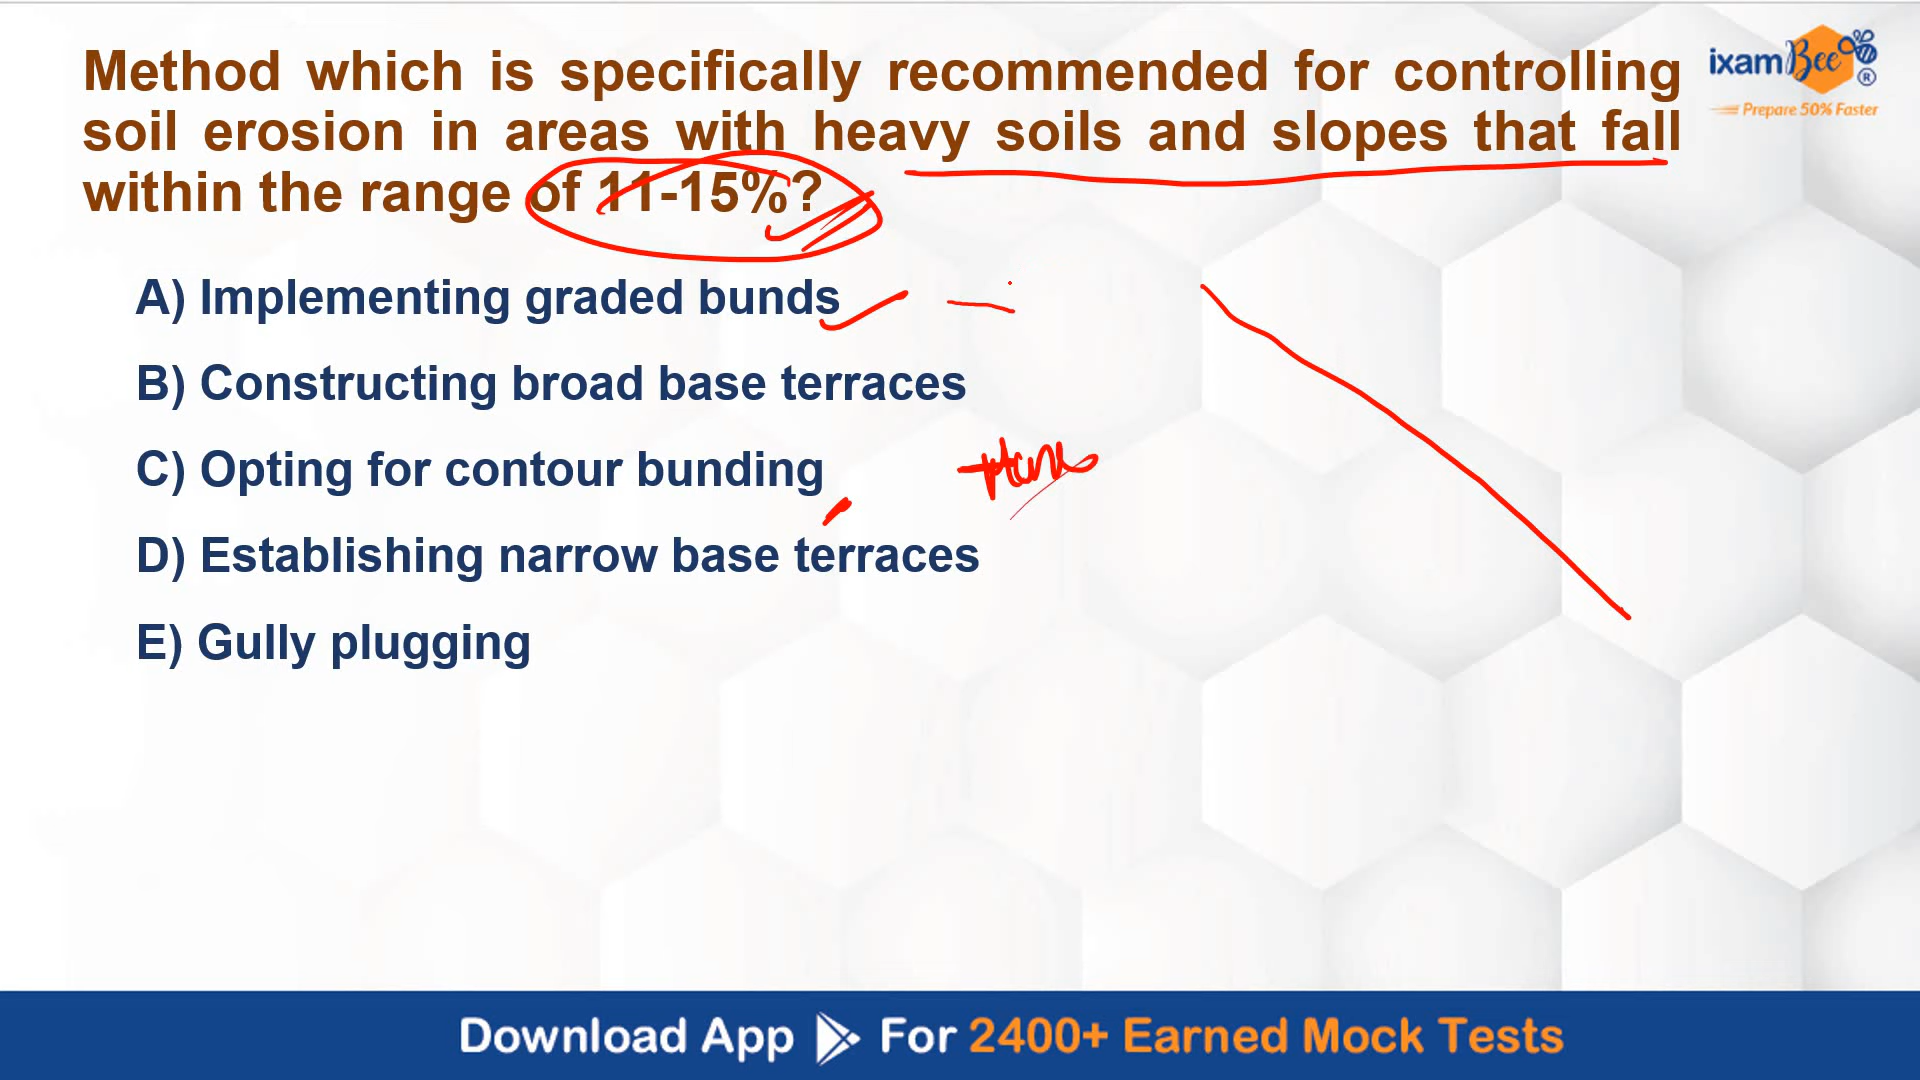 Method which is specifically recommended for controlling
soil erosion in areas with heavy soils and slopes that fall
within the range of 11-15%?
ixamBee ®
Prepare 50% Faster
A) Implementing graded bunds
B) Constructing broad base terraces
C) Opting for contour bunding
D) Establishing narrow base terraces
E) Gully plugging
Download App For 2400+ Earned Mock Tests